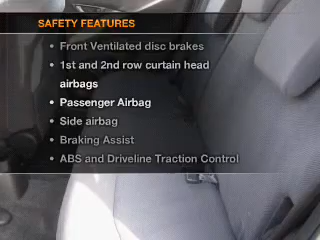 SAFETY FEATURES
• Front Ventilated disc brakes
• 1st and 2nd row curtain head
airbags
• Passenger Airbag
• Side airbag
• Braking Assist
• ABS and Driveline Traction Control